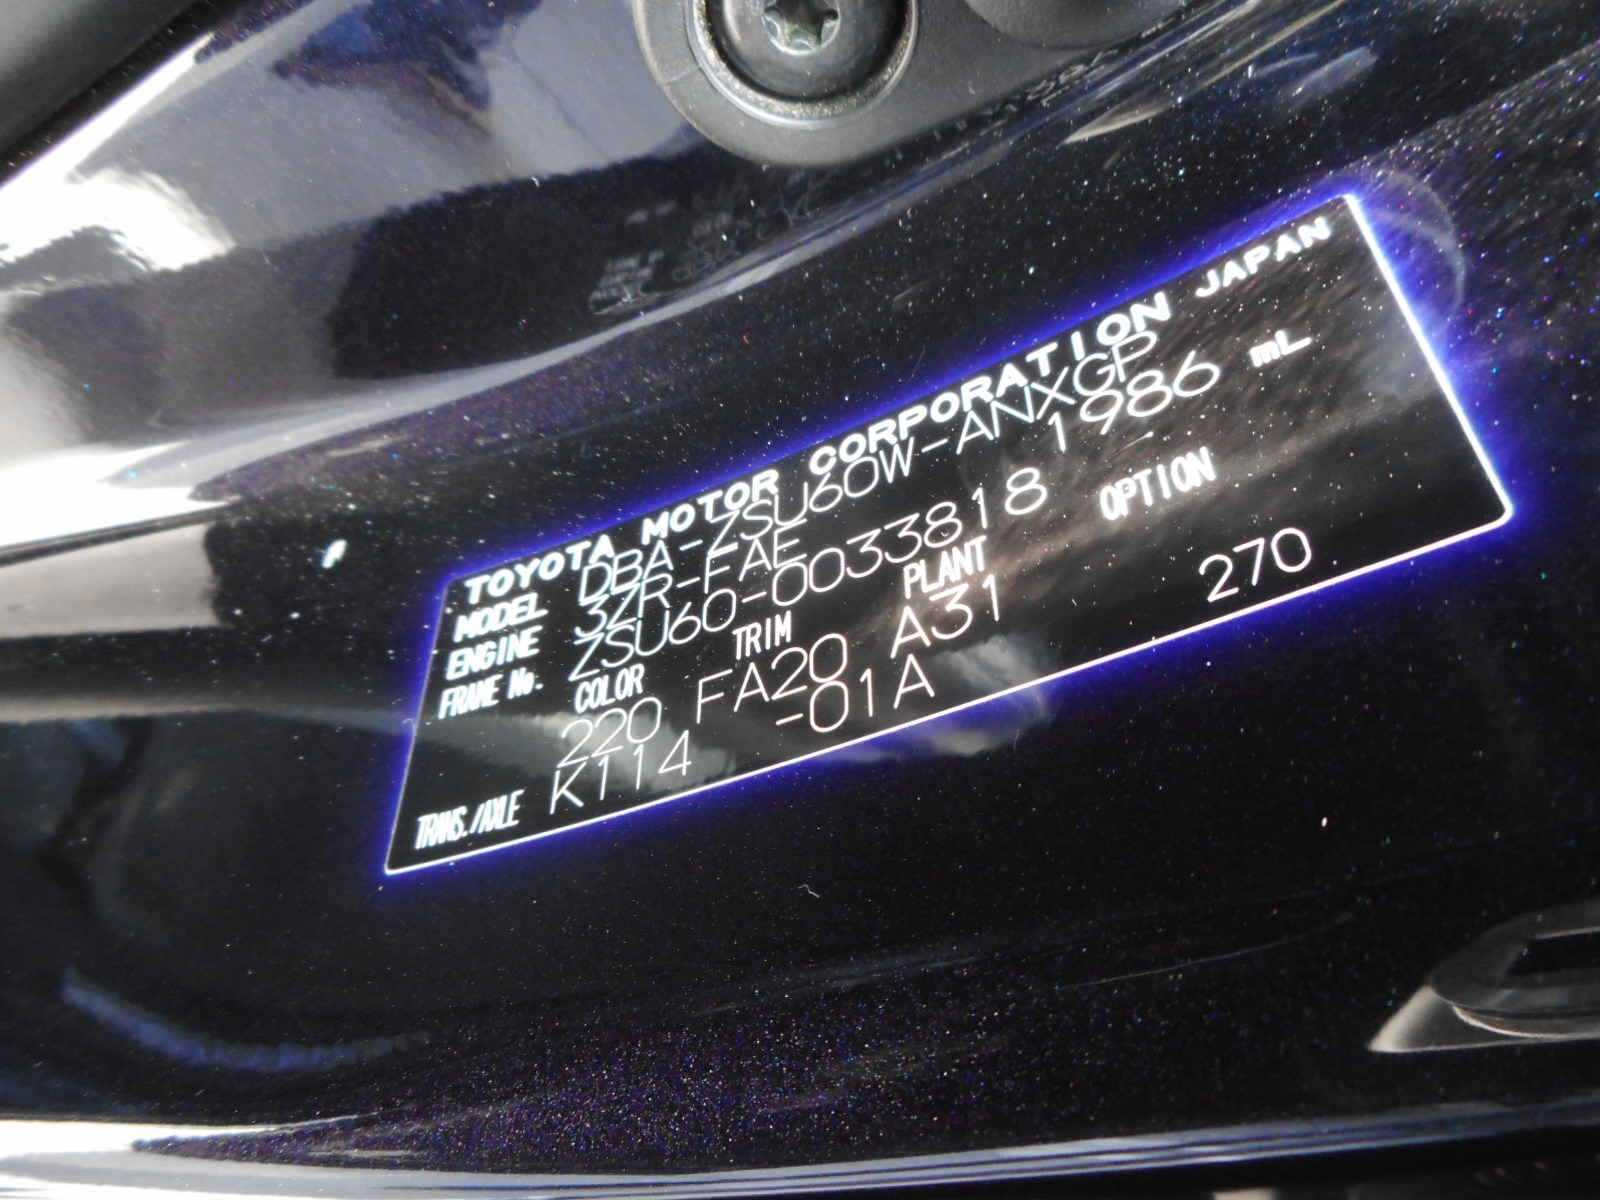 TOYOTA MOTOR CORPORATION JAPAN
MODEL DBA-ZSU60W-ANXGP
ENGINE 3ZR-FAE 1986 mL
FRAME No. ZSU60-0033818
COLOR TRIM PLANT OPTION
220 FA20 A31 270
TRANS./AXLE K114 -01A